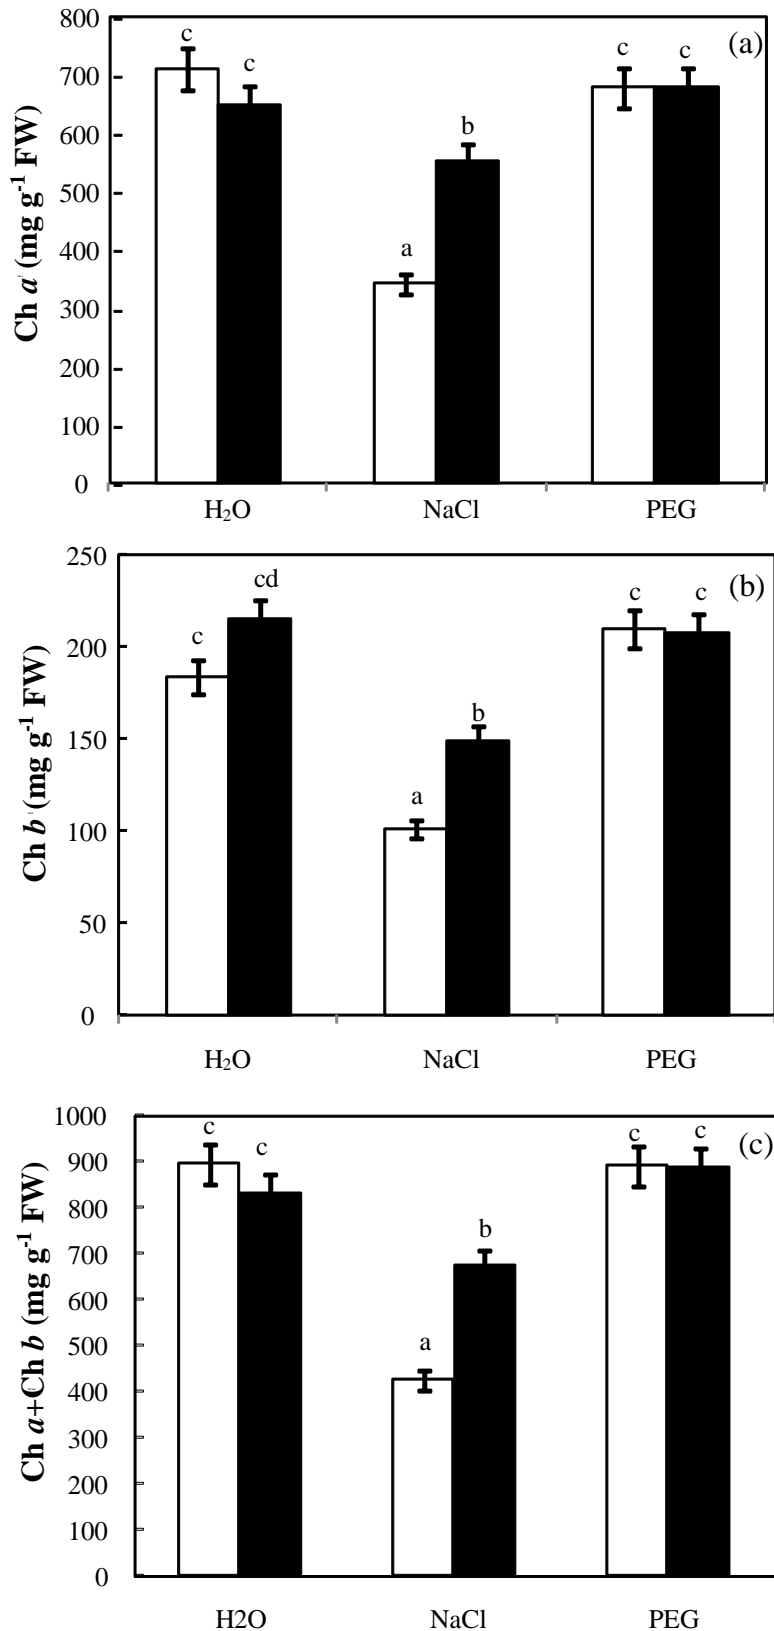 800
700
600
500
400
300
200
100
0
Ch a (mg g-1 FW)
(a)
c
c
a
b
c
c
H2O NaCl PEG
250
200
150
100
50
0
Ch b (mg g-1 FW)
(b)
c
cd
a
b
c
c
H2O NaCl PEG
1000
900
800
700
600
500
400
300
200
100
0
Ch a+Ch b (mg g-1 FW)
(c)
c
c
a
b
c
c
H2O NaCl PEG